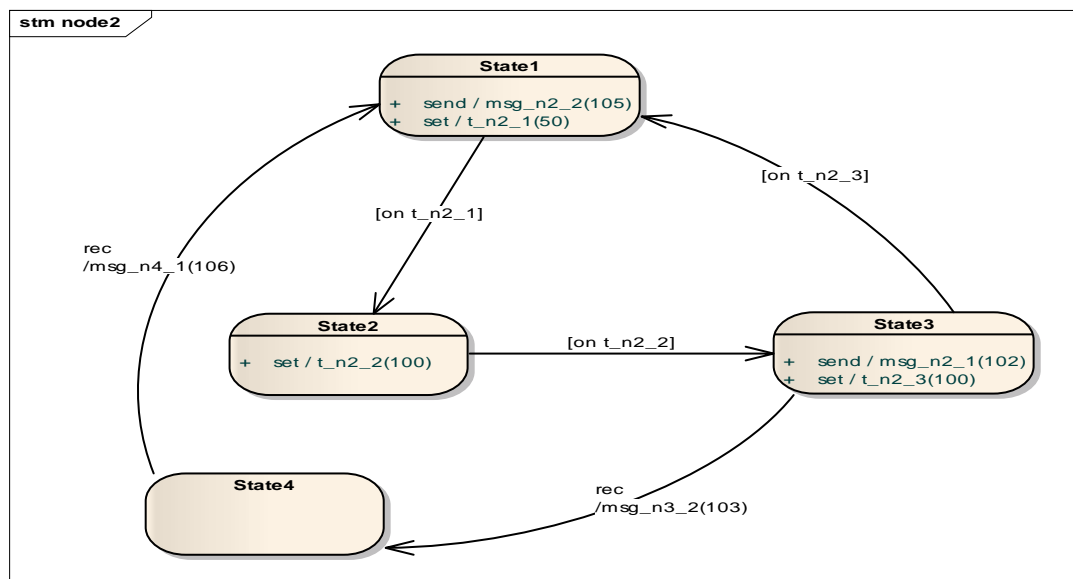 stm node2
State1
+ send / msg_n2_2(105)
+ set / t_n2_1(50)
[on t_n2_3]
[on t_n2_1]
rec
/msg_n4_1(106)
State2
+ set / t_n2_2(100)
[on t_n2_2]
State3
+ send / msg_n2_1(102)
+ set / t_n2_3(100)
State4
rec
/msg_n3_2(103)